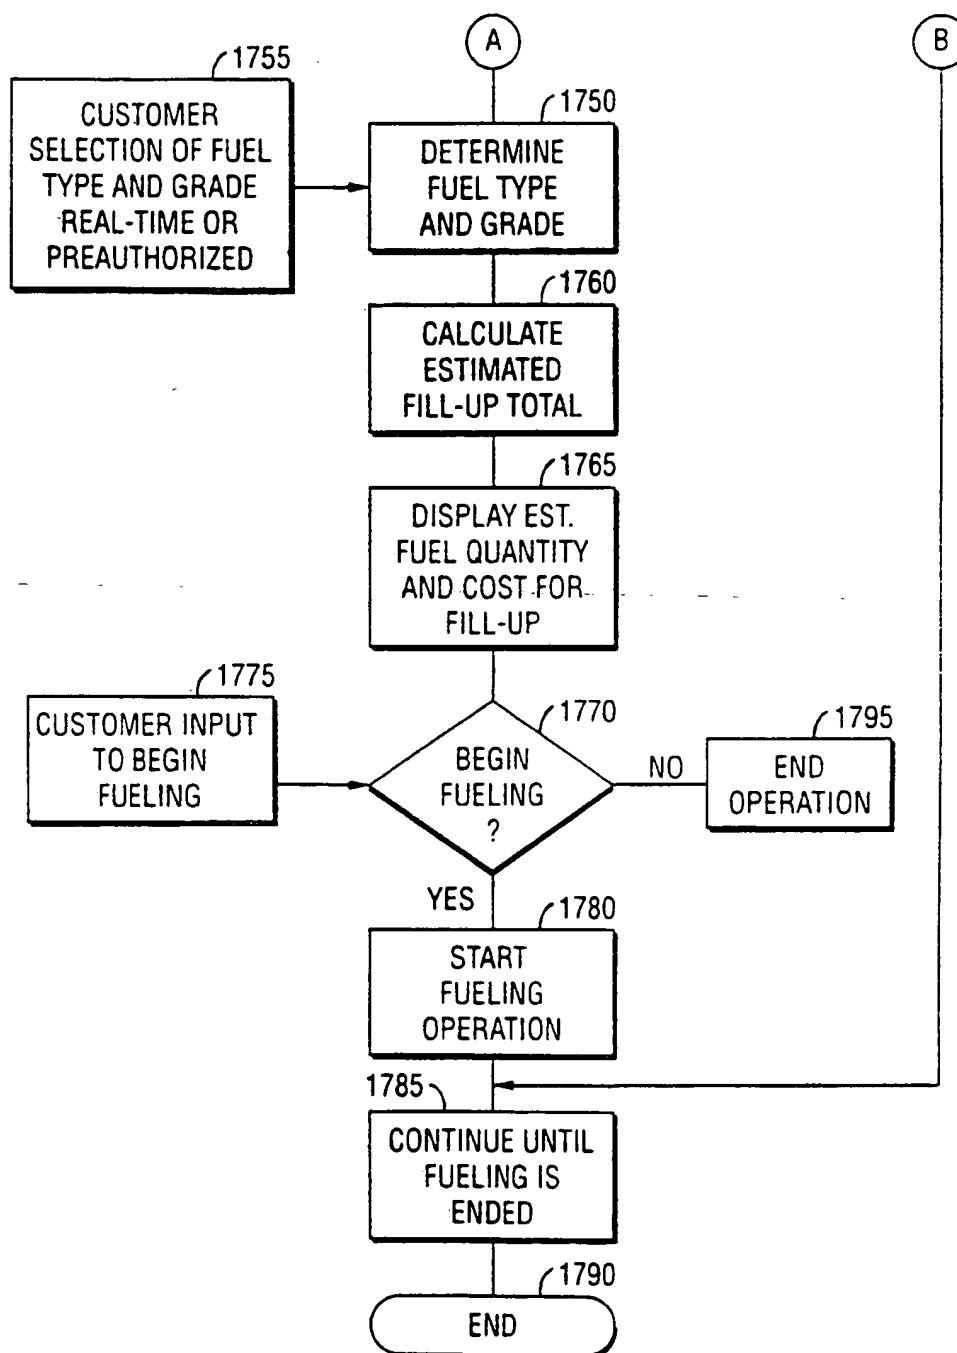 A
B
1755
CUSTOMER
SELECTION OF FUEL
TYPE AND GRADE
REAL-TIME OR
PREAUTHORIZED
1750
DETERMINE
FUEL TYPE
AND GRADE
1760
CALCULATE
ESTIMATED
FILL-UP TOTAL
1765
DISPLAY EST.
FUEL QUANTITY
AND COST FOR
FILL-UP
1775
CUSTOMER INPUT
TO BEGIN
FUELING
1770
BEGIN
FUELING
?
NO
1795
END
OPERATION
YES
1780
START
FUELING
OPERATION
1785
CONTINUE UNTIL
FUELING IS
ENDED
1790
END